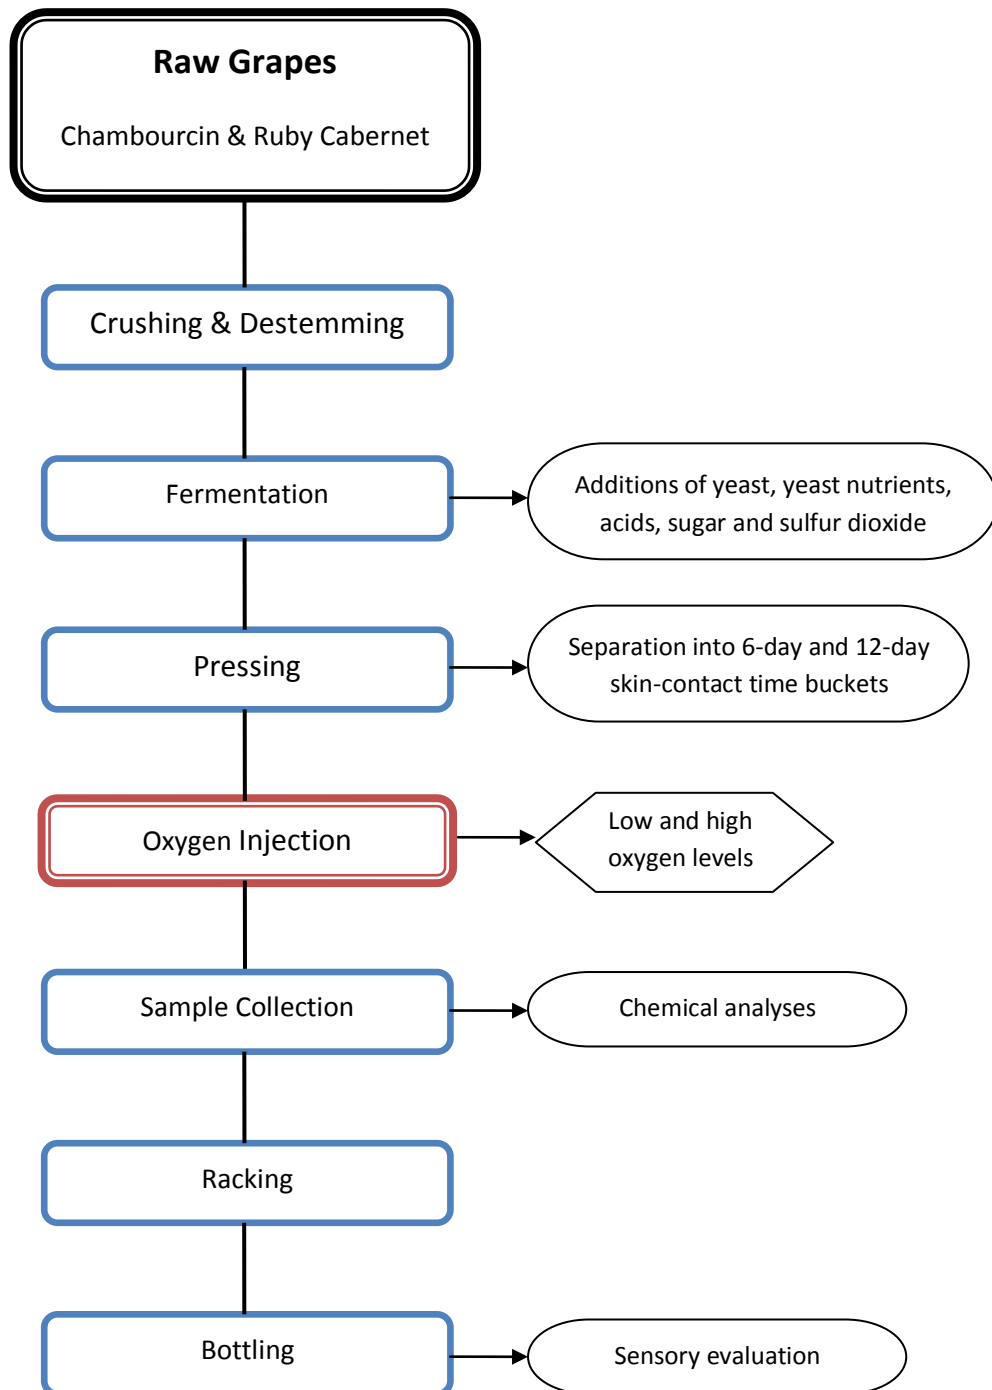 Raw Grapes
Chambourcin & Ruby Cabernet
Crushing & Destemming
Fermentation
Additions of yeast, yeast nutrients,
acids, sugar and sulfur dioxide
Pressing
Separation into 6-day and 12-day
skin-contact time buckets
Oxygen Injection
Low and high
oxygen levels
Sample Collection
Chemical analyses
Racking
Bottling
Sensory evaluation